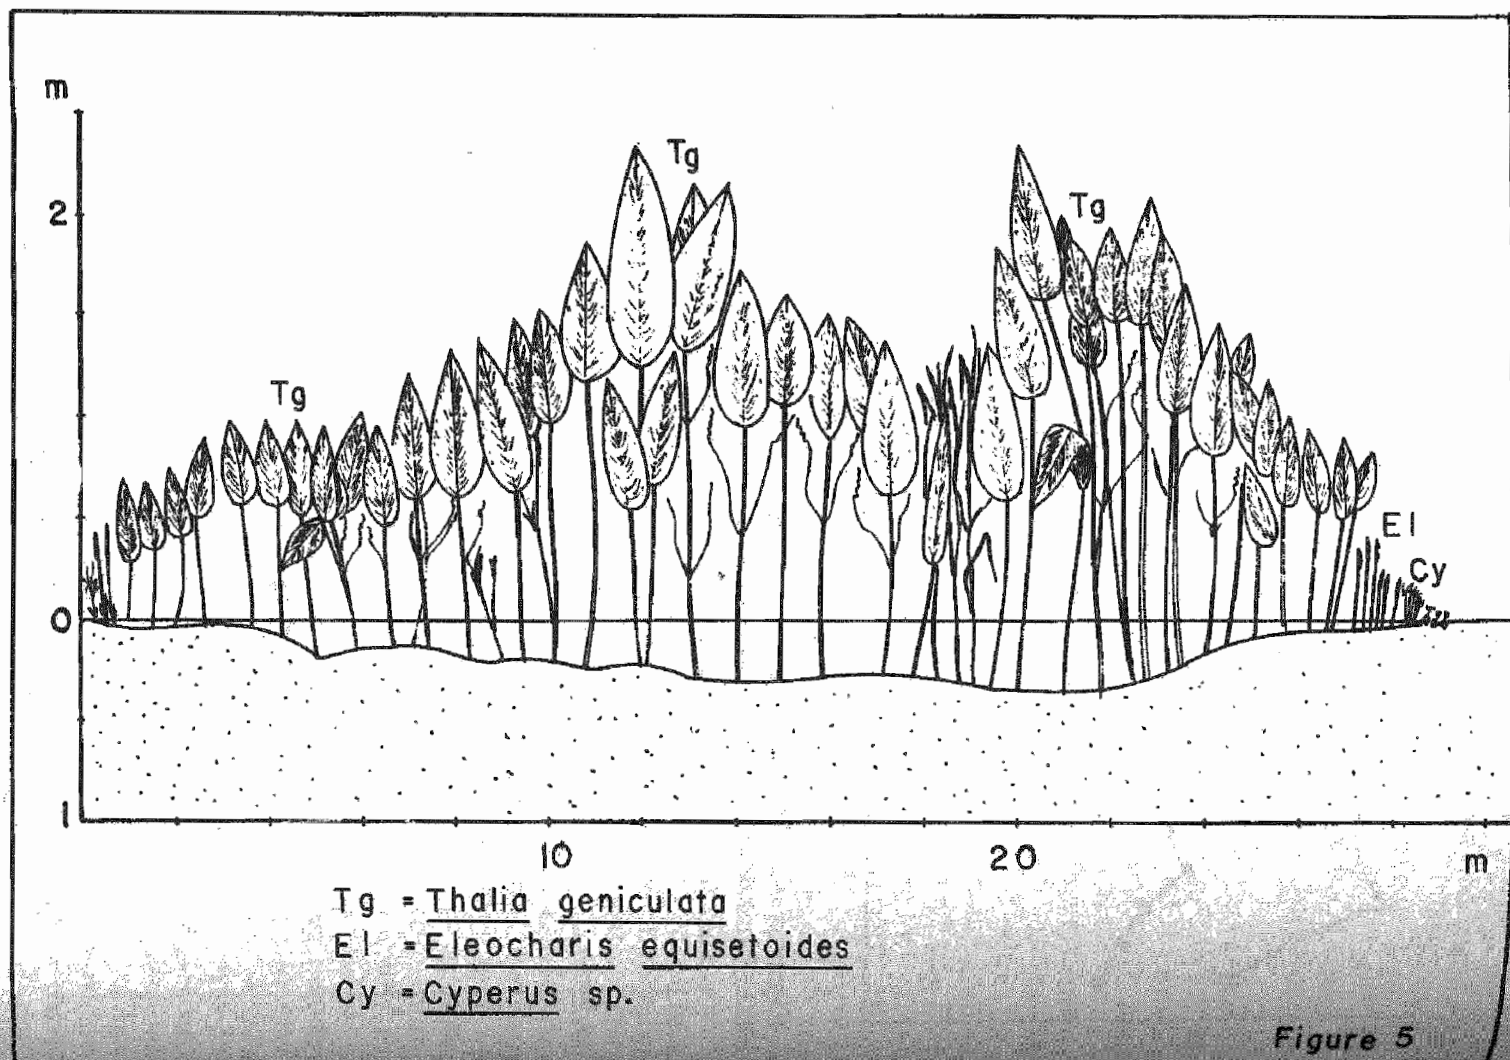 m
Tg
2
Tg
Tg
El
Cy
0
1
10
20
m
Tg = Thalia geniculata
El = Eleocharis equisetoides
Cy = Cyperus sp.
Figure 5